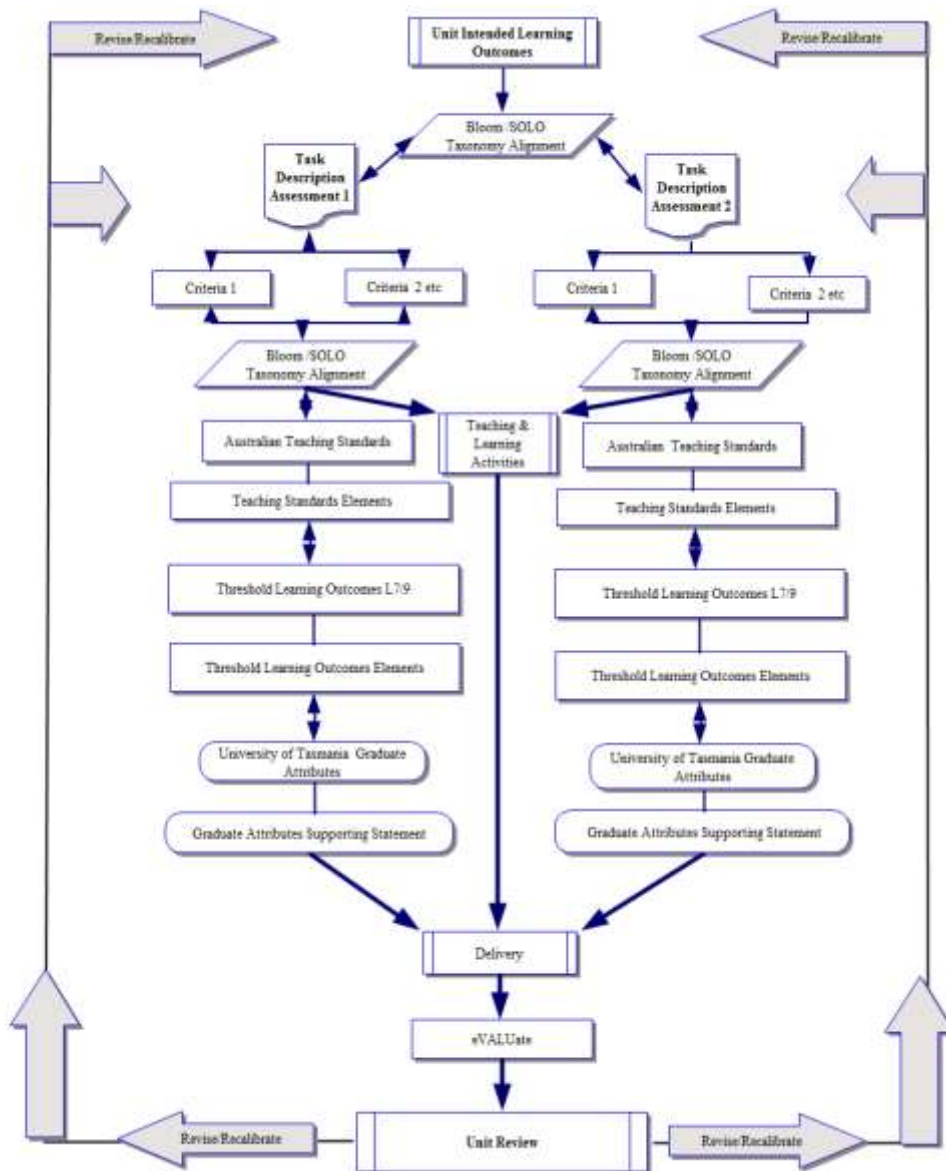 Revise/Recalibrate
Unit Intended Learning
Outcomes
Revise/Recalibrate
Bloom /SOLO
Taxonomy Alignment
Task
Description
Assessment 1
Task
Description
Assessment 2
Criteria 1
Criteria 2 etc
Criteria 1
Criteria 2 etc
Bloom /SOLO
Taxonomy Alignment
Bloom /SOLO
Taxonomy Alignment
Teaching &
Learning
Activities
Australian Teaching Standards
Australian Teaching Standards
Teaching Standards Elements
Teaching Standards Elements
Threshold Learning Outcomes L7/9
Threshold Learning Outcomes L7/9
Threshold Learning Outcomes Elements
Threshold Learning Outcomes Elements
University of Tasmania Graduate
Attributes
University of Tasmania Graduate
Attributes
Graduate Attributes Supporting Statement
Graduate Attributes Supporting Statement
Delivery
eVALUate
Revise/Recalibrate
Unit Review
Revise/Recalibrate